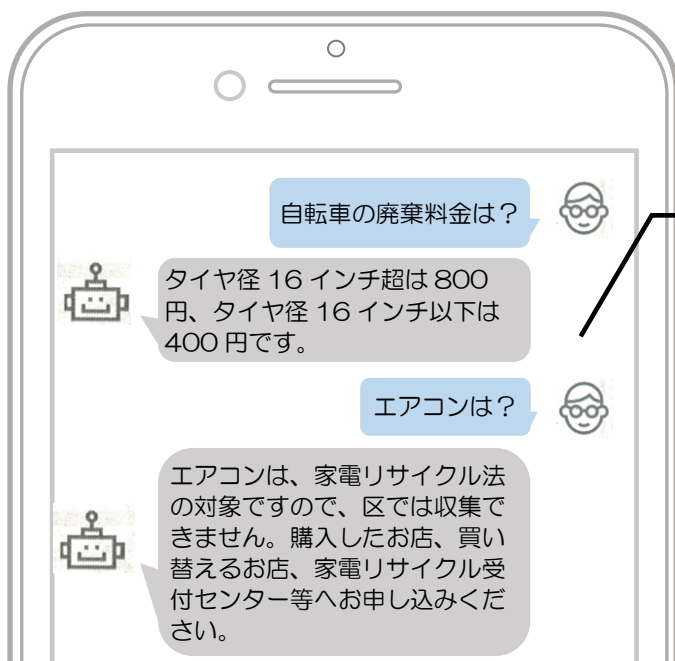 自転車の廃棄料金は？
タイヤ径 16 インチ超は 800
円、タイヤ径 16 インチ以下は
400 円です。
エアコンは？
エアコンは、家電リサイクル法
の対象ですので、区では収集で
きません。購入したお店、買い
替えるお店、家電リサイクル受
付センター等へお申し込みくだ
さい。